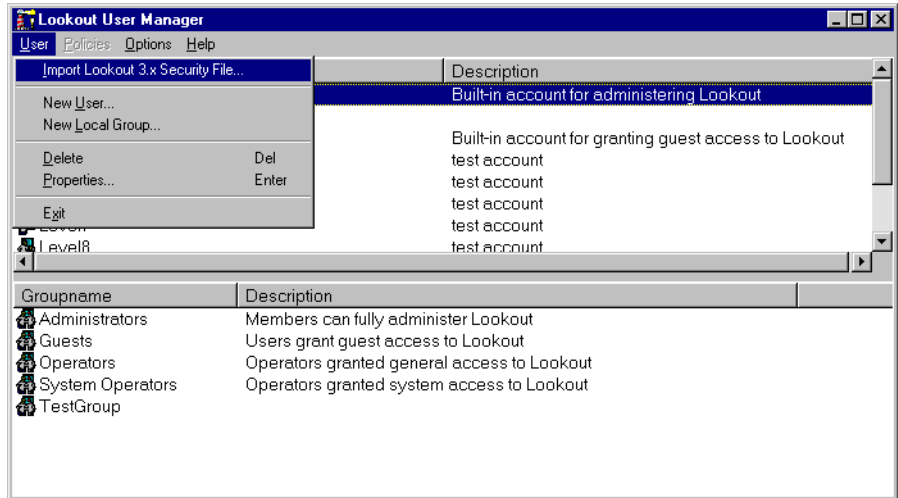 Lookout User Manager
User Policies Options Help
Import Lookout 3.x Security File...
Description
Built-in account for administering Lookout
New User...
New Local Group...
Built-in account for granting guest access to Lookout
Delete Del
test account
Properties... Enter
test account
test account
Exit
test account
Level8 test account
Groupname Description
Administrators Members can fully administer Lookout
Guests Users grant guest access to Lookout
Operators Operators granted general access to Lookout
System Operators Operators granted system access to Lookout
TestGroup